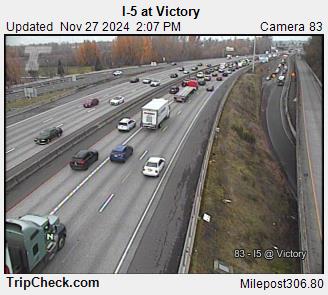 I-5 at Victory
Updated Nov 27 2024 2:07 PM Camera 83
83 - I5 @ Victory
TripCheck.com Milepost306.80